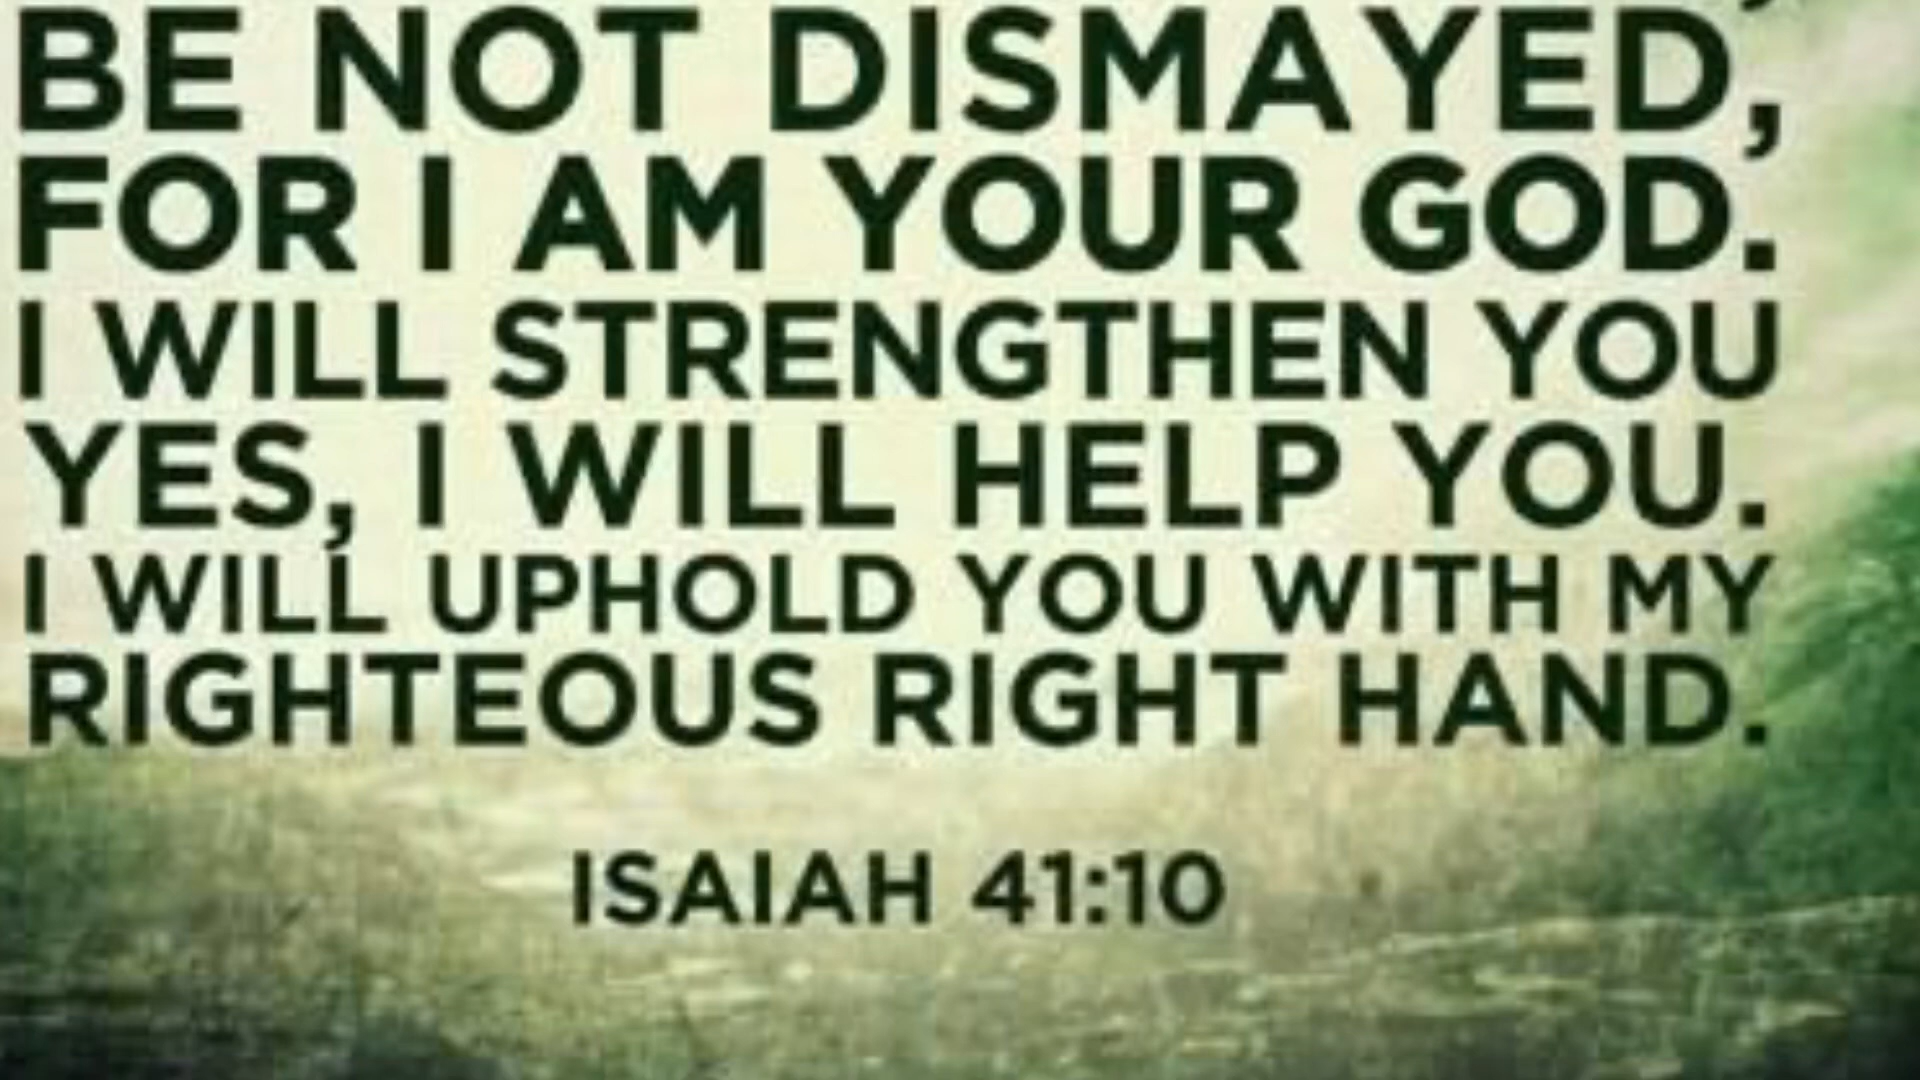 BE NOT DISMAYED,
FOR I AM YOUR GOD.
I WILL STRENGTHEN YOU
YES, I WILL HELP YOU.
I WILL UPHOLD YOU WITH MY
RIGHTEOUS RIGHT HAND.
ISAIAH 41:10